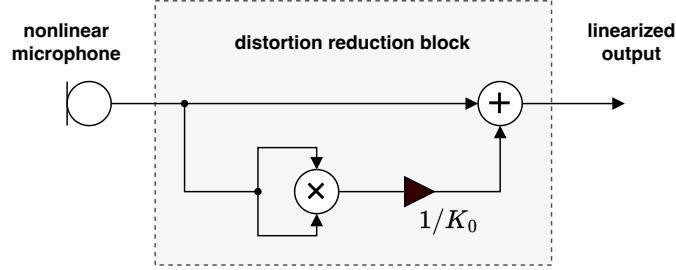 nonlinear
microphone
distortion reduction block
linearized
output
+
×
1/K₀